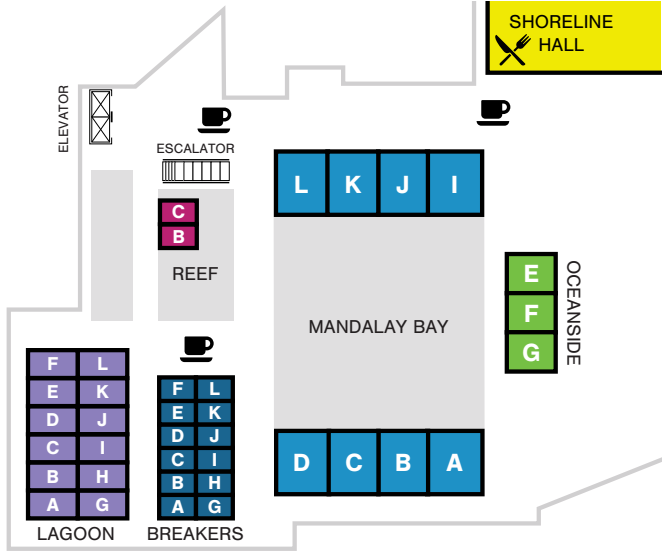 SHORELINE
HALL
ELEVATOR
ESCALATOR
L K J I
C
B
REEF
E
F
G
OCEANSIDE
MANDALAY BAY
F L
E K
D J
C I
B H
A G
LAGOON
F L
E K
D J
C I
B H
A G
BREAKERS
D C B A